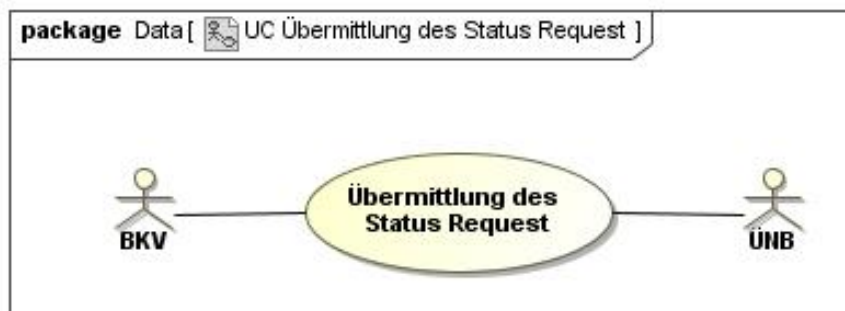 package Data [ UC Übermittlung des Status Request ]
Übermittlung des
Status Request
BKV
ÜNB